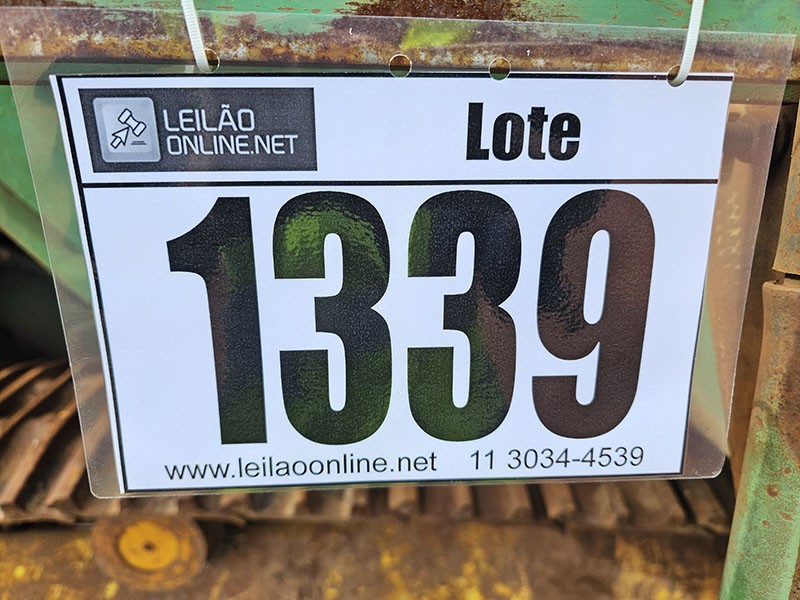 LEILÃO
ONLINE.NET
Lote
1339
www.leilaoonline.net 11 3034-4539